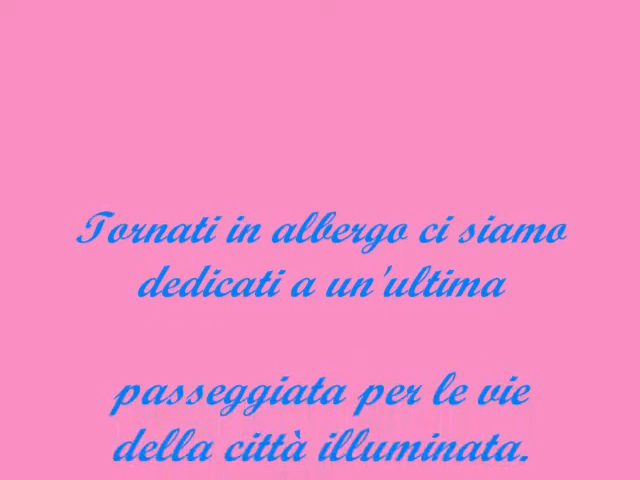 Tornati in albergo ci siamo
dedicati a un'ultima
passeggiata per le vie
della città illuminata.